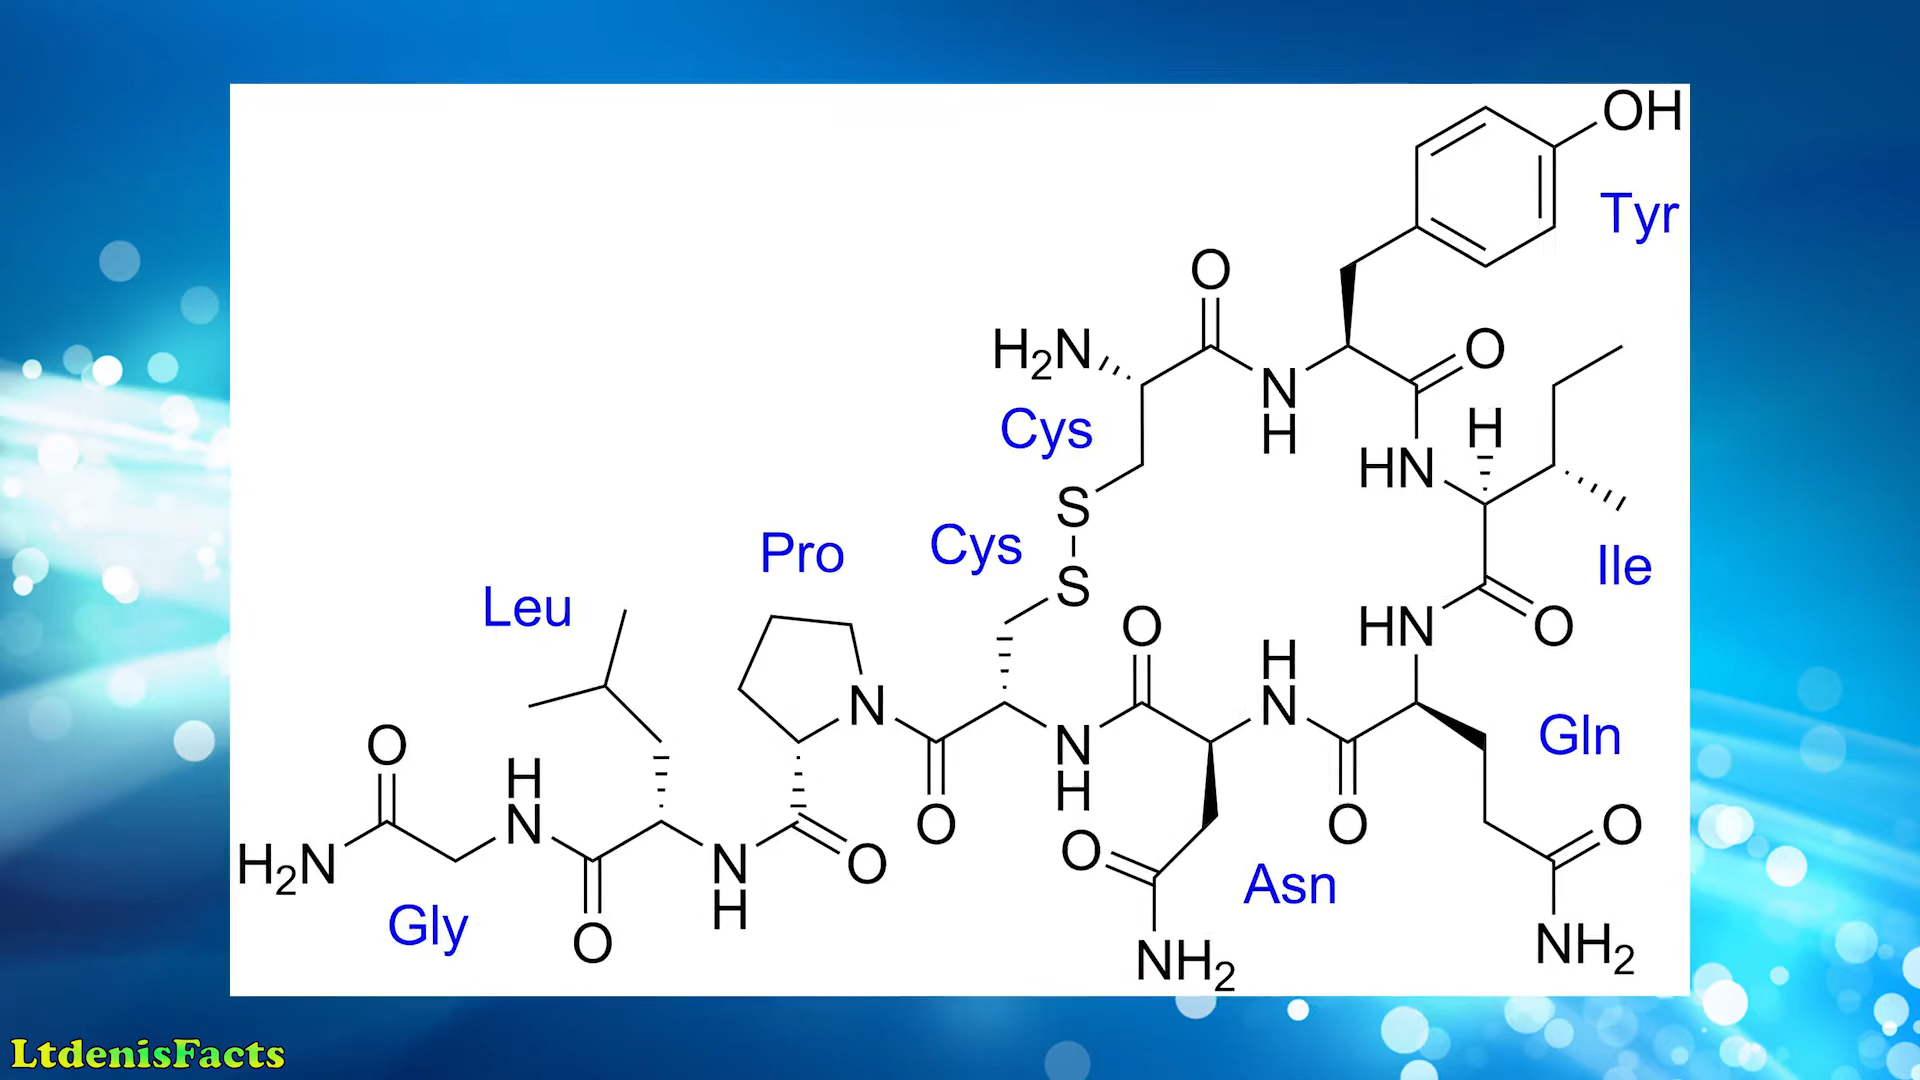 OH
Tyr
O
H₂N
O
N
H
Cys
H
HN
S
Cys
Pro
Ile
S
Leu
O
HN
O
H
N
N
Gln
O
H
N
H
O
O
O
N
O
H₂N
N
H
O
Asn
Gly
O
NH₂
NH₂
LtdenisFacts